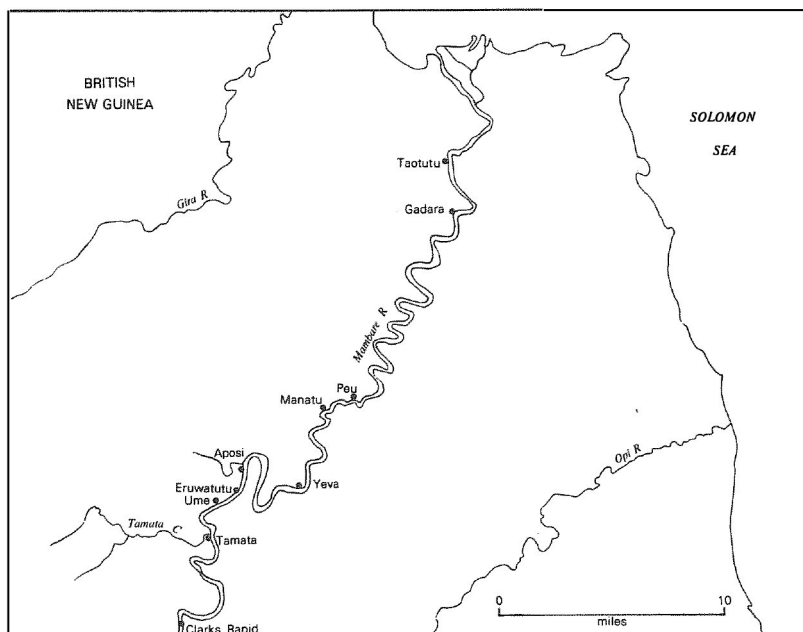 BRITISH
NEW GUINEA
SOLOMON
SEA
Taotutu
Gira R
Gadara
Mambare R
Peu
Manatu
Opi R
Aposi
Yeva
Eruwatutu
Ume
Tamata C
Tamata
0 10
miles
Clarks Rapid